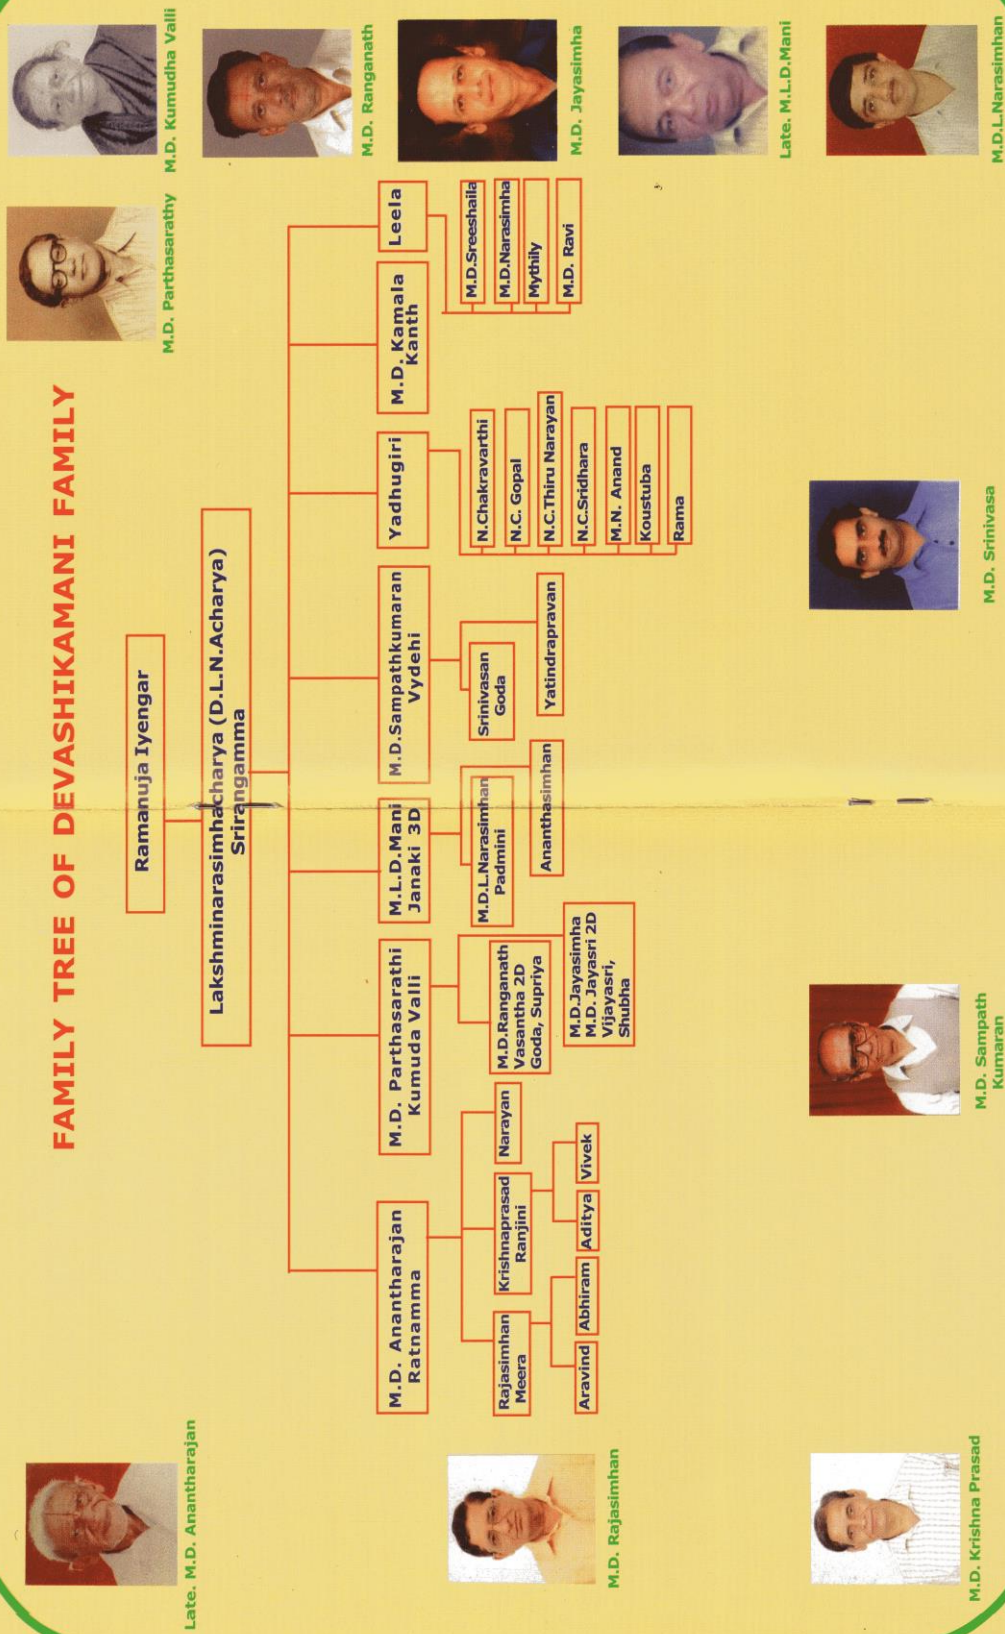 FAMILY TREE OF DEVASHIKAMANI FAMILY
Late. M.D. Anantharajan
M.D. Parthasarathy
M.D. Kumudha Valli
M.D. Ranganath
M.D. Jayasimha
Late. M.L.D.Mani
M.D.L.Narasimhan
Ramanuja Iyengar
Lakshminarasimhacharya (D.L.N.Acharya)
Srirangamma
M.D. Anantharajan
Ratnamma
M.D. Parthasarathi
Kumuda Valli
M.L.D.Mani
Janaki 3D
M.D.Sampathkumaran
Vydehi
Yadhugiri
M.D. Kamala
Kanth
Leela
Rajasimhan
Meera
Krishnaprasad
Ranjini
Narayan
Aravind
Abhiram
Aditya
Vivek
M.D.Ranganath
Vasantha 2D
Goda, Supriya
M.D.Jayasimha
M.D. Jayasri 2D
Vijayasri,
Shubha
M.D.L.Narasimhan
Padmini
Ananthasimhan
Srinivasan
Goda
Yatindrapravan
N.Chakravarthi
N.C. Gopal
N.C.Thiru Narayan
N.C.Sridhara
M.N. Anand
Koustuba
Rama
M.D.Sreeshaila
M.D.Narasimha
Mythily
M.D. Ravi
M.D. Rajasimhan
M.D. Krishna Prasad
M.D. Sampath
Kumaran
M.D. Srinivasa